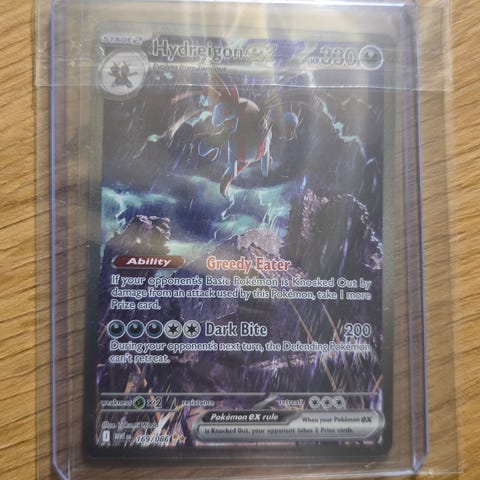 STAGE 2
Hydreigon ex
HP 330
Evolves from Zweilous
Ability Greedy Eater
If your opponent's Basic Pokémon is Knocked Out by
damage from an attack used by this Pokémon, take 1 more
Prize card.
Dark Bite 200
During your opponent's next turn, the Defending Pokémon
can't retreat.
weakness ×2 resistance retreat
Pokémon ex rule
When your Pokémon ex
is Knocked Out, your opponent takes 2 Prize cards.